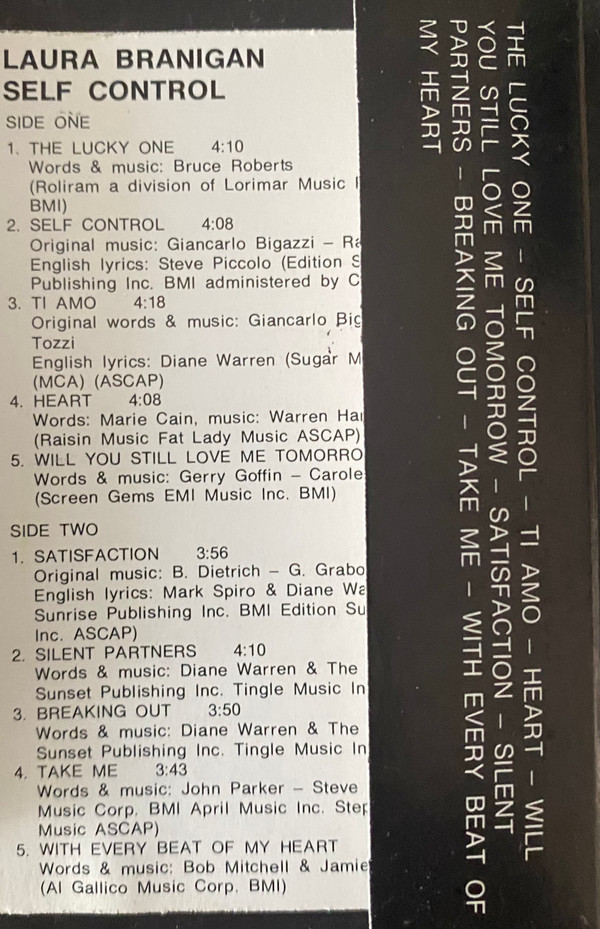 LAURA BRANIGAN
SELF CONTROL
SIDE ONE
1. THE LUCKY ONE 4:10
Words & music: Bruce Roberts
(Roliram a division of Lorimar Music
BMI)
2. SELF CONTROL 4:08
Original music: Giancarlo Bigazzi – Ra
English lyrics: Steve Piccolo (Edition S
Publishing Inc. BMI administered by C
3. TI AMO 4:18
Original words & music: Giancarlo Big
Tozzi
English lyrics: Diane Warren (Sugar M
(MCA) (ASCAP)
4. HEART 4:08
Words: Marie Cain, music: Warren Har
(Raisin Music Fat Lady Music ASCAP)
5. WILL YOU STILL LOVE ME TOMORRO
Words & music: Gerry Goffin – Carole
(Screen Gems EMI Music Inc. BMI)
SIDE TWO
1. SATISFACTION 3:56
Original music: B. Dietrich – G. Grabo
English lyrics: Mark Spiro & Diane Wa
Sunrise Publishing Inc. BMI Edition Su
Inc. ASCAP)
2. SILENT PARTNERS 4:10
Words & music: Diane Warren & The
Sunset Publishing Inc. Tingle Music In
3. BREAKING OUT 3:50
Words & music: Diane Warren & The
Sunset Publishing Inc. Tingle Music In
4. TAKE ME 3:43
Words & music: John Parker – Steve
Music Corp. BMI April Music Inc. Step
Music ASCAP)
5. WITH EVERY BEAT OF MY HEART
Words & music: Bob Mitchell & Jamie
(Al Gallico Music Corp. BMI)
THE LUCKY ONE – SELF CONTROL – TI AMO – HEART – WILL
YOU STILL LOVE ME TOMORROW – SATISFACTION – SILENT
PARTNERS – BREAKING OUT – TAKE ME – WITH EVERY BEAT OF
MY HEART